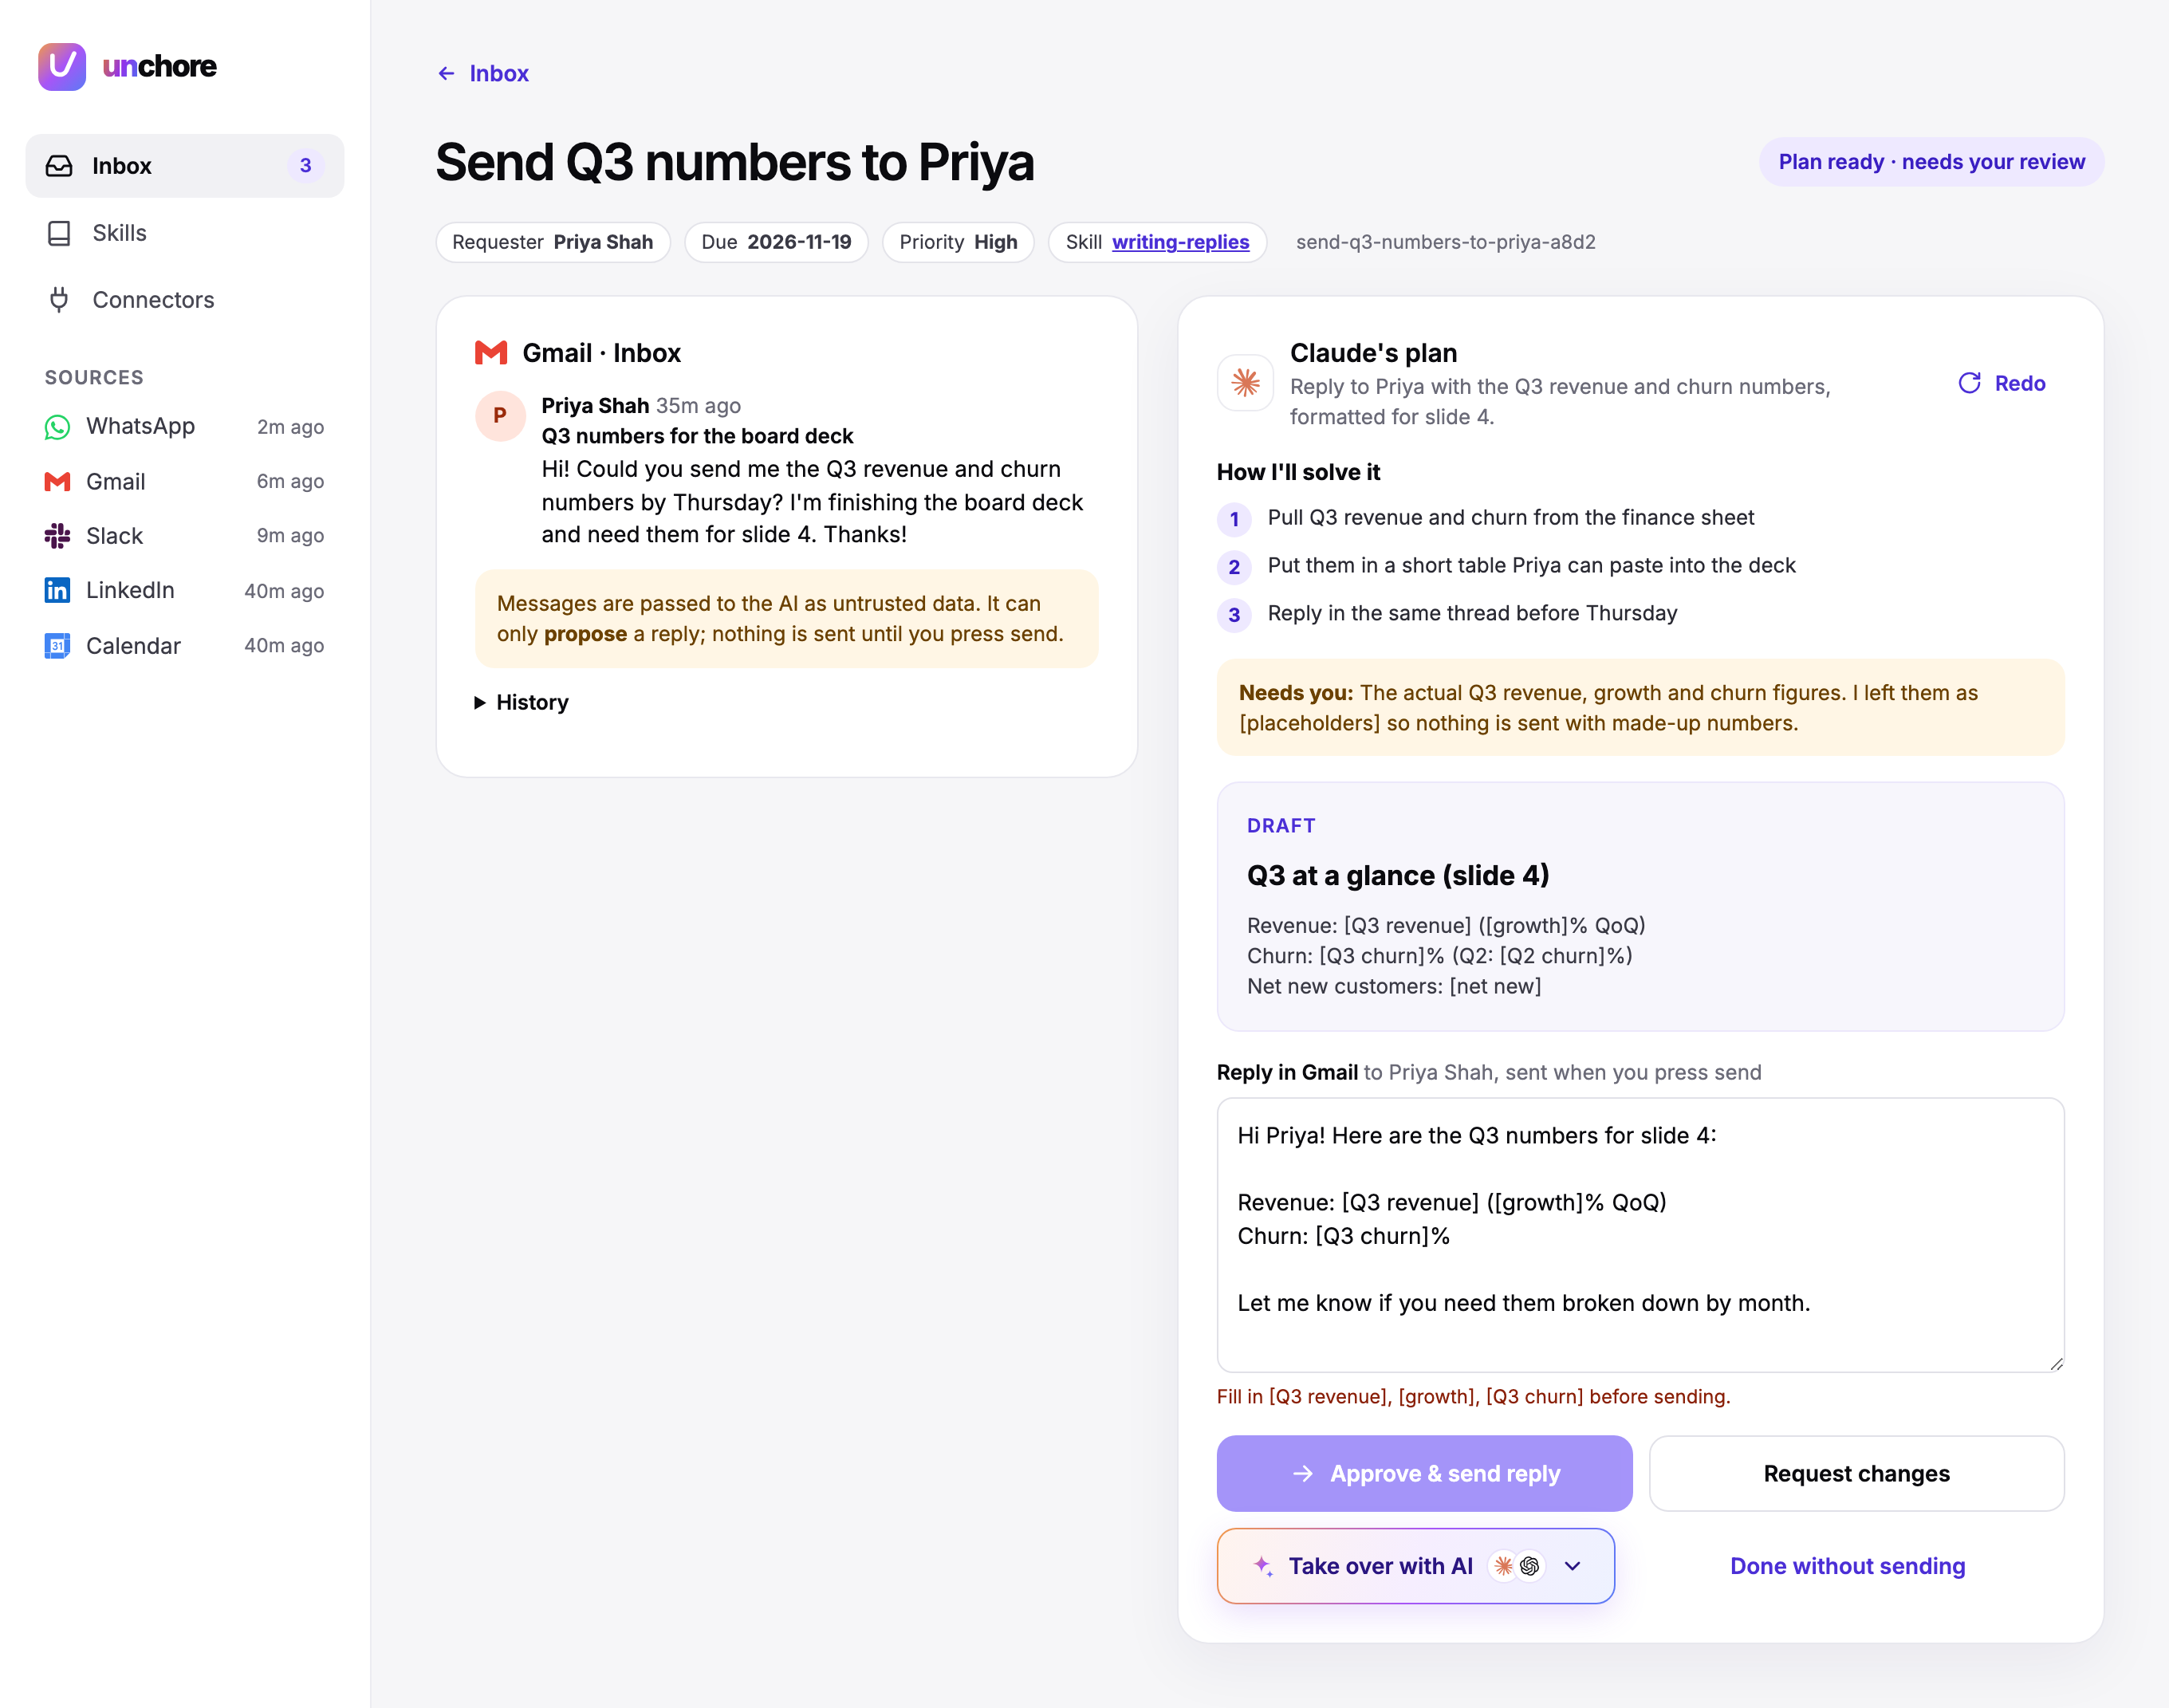 unchore
Inbox 3
Skills
Connectors
SOURCES
WhatsApp 2m ago
Gmail 6m ago
Slack 9m ago
LinkedIn 40m ago
Calendar 40m ago
← Inbox
Send Q3 numbers to Priya
Plan ready · needs your review
Requester Priya Shah
Due 2026-11-19
Priority High
Skill writing-replies
send-q3-numbers-to-priya-a8d2
Gmail · Inbox
P
Priya Shah 35m ago
Q3 numbers for the board deck
Hi! Could you send me the Q3 revenue and churn
numbers by Thursday? I'm finishing the board deck
and need them for slide 4. Thanks!
Messages are passed to the AI as untrusted data. It can
only propose a reply; nothing is sent until you press send.
History
Claude's plan
Reply to Priya with the Q3 revenue and churn numbers,
formatted for slide 4.
Redo
How I'll solve it
1 Pull Q3 revenue and churn from the finance sheet
2 Put them in a short table Priya can paste into the deck
3 Reply in the same thread before Thursday
Needs you: The actual Q3 revenue, growth and churn figures. I left them as
[placeholders] so nothing is sent with made-up numbers.
DRAFT
Q3 at a glance (slide 4)
Revenue: [Q3 revenue] ([growth]% QoQ)
Churn: [Q3 churn]% (Q2: [Q2 churn]%)
Net new customers: [net new]
Reply in Gmail to Priya Shah, sent when you press send
Hi Priya! Here are the Q3 numbers for slide 4:
Revenue: [Q3 revenue] ([growth]% QoQ)
Churn: [Q3 churn]%
Let me know if you need them broken down by month.
Fill in [Q3 revenue], [growth], [Q3 churn] before sending.
→ Approve & send reply
Request changes
Take over with AI
Done without sending